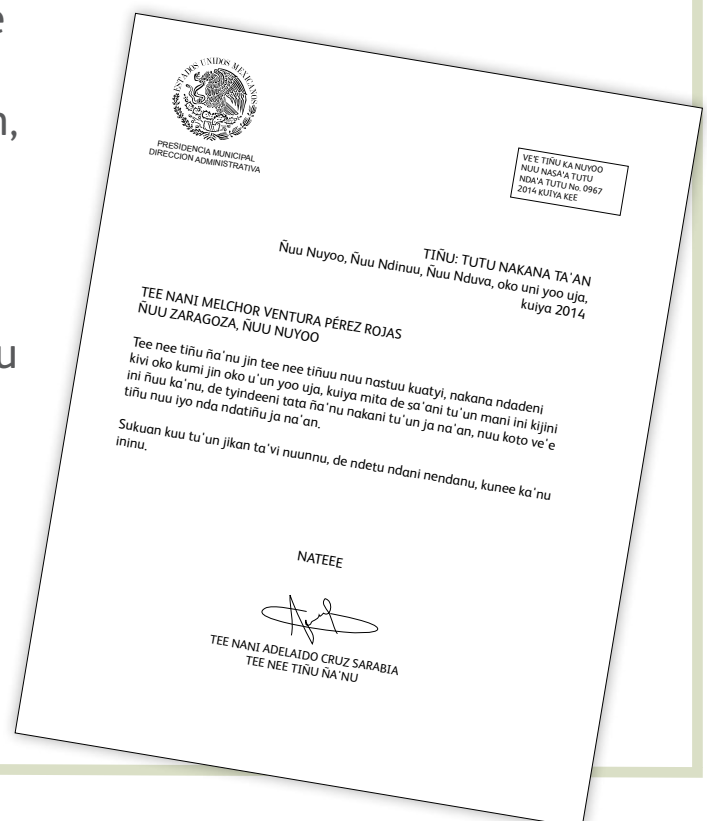 e
n,
u
ESTADOS UNIDOS MEXICANOS
PRESIDENCIA MUNICIPAL
DIRECCION ADMINISTRATIVA
VE'E TIÑU KA NUYOO
NUU NASA'A TUTU
NDA'A TUTU No. 0967
2014 KUIYA KEE
TIÑU: TUTU NAKANA TA'AN
Ñuu Nuyoo, Ñuu Ndinuu, Ñuu Nduva, oko uni yoo uja,
kuiya 2014
TEE NANI MELCHOR VENTURA PÉREZ ROJAS
ÑUU ZARAGOZA, ÑUU NUYOO
Tee nee tiñu ña'nu jin tee nee tiñuu nuu nastuu kuatyi, nakana ndadeni
kivi oko kumi jin oko u'un yoo uja, kuiya mita de sa'ani tu'un mani ini kijini
ini ñuu ka'nu, de tyindeeni tata ña'nu nakani tu'un ja na'an, nuu koto ve'e
tiñu nuu iyo nda ndatiñu ja na'an.
Sukuan kuu tu'un jikan ta'vi nuunnu, de ndetu ndani nendanu, kunee ka'nu
ininu.
NATEEE
TEE NANI ADELAIDO CRUZ SARABIA
TEE NEE TIÑU ÑA'NU